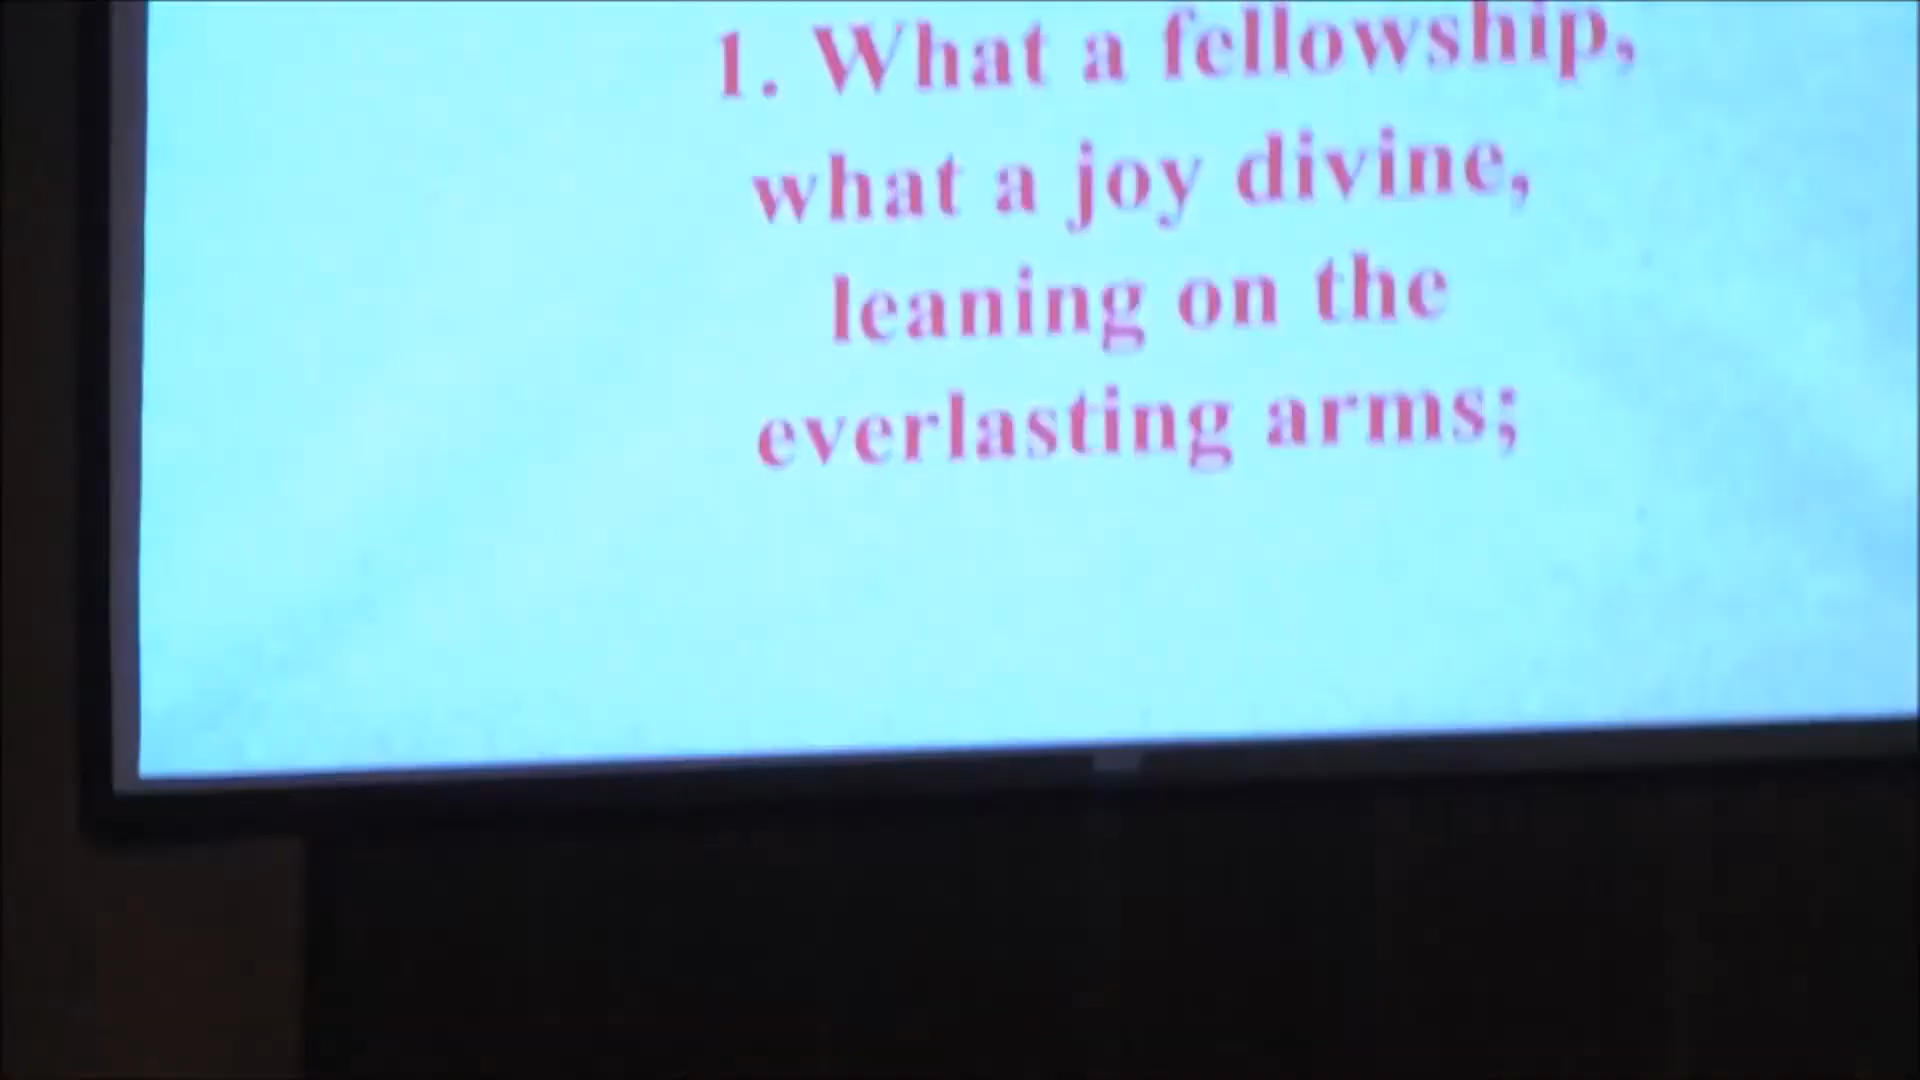 1. What a fellowship,
what a joy divine,
leaning on the
everlasting arms;